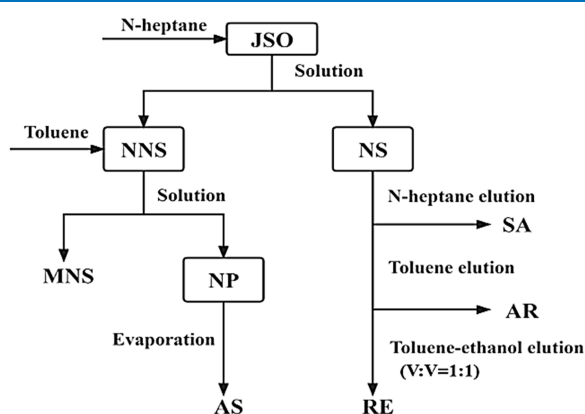 N-heptane
JSO
Solution
Toluene
NNS
NS
Solution
N-heptane elution
SA
MNS
NP
Toluene elution
AR
Evaporation
Toluene-ethanol elution
(V:V=1:1)
AS
RE